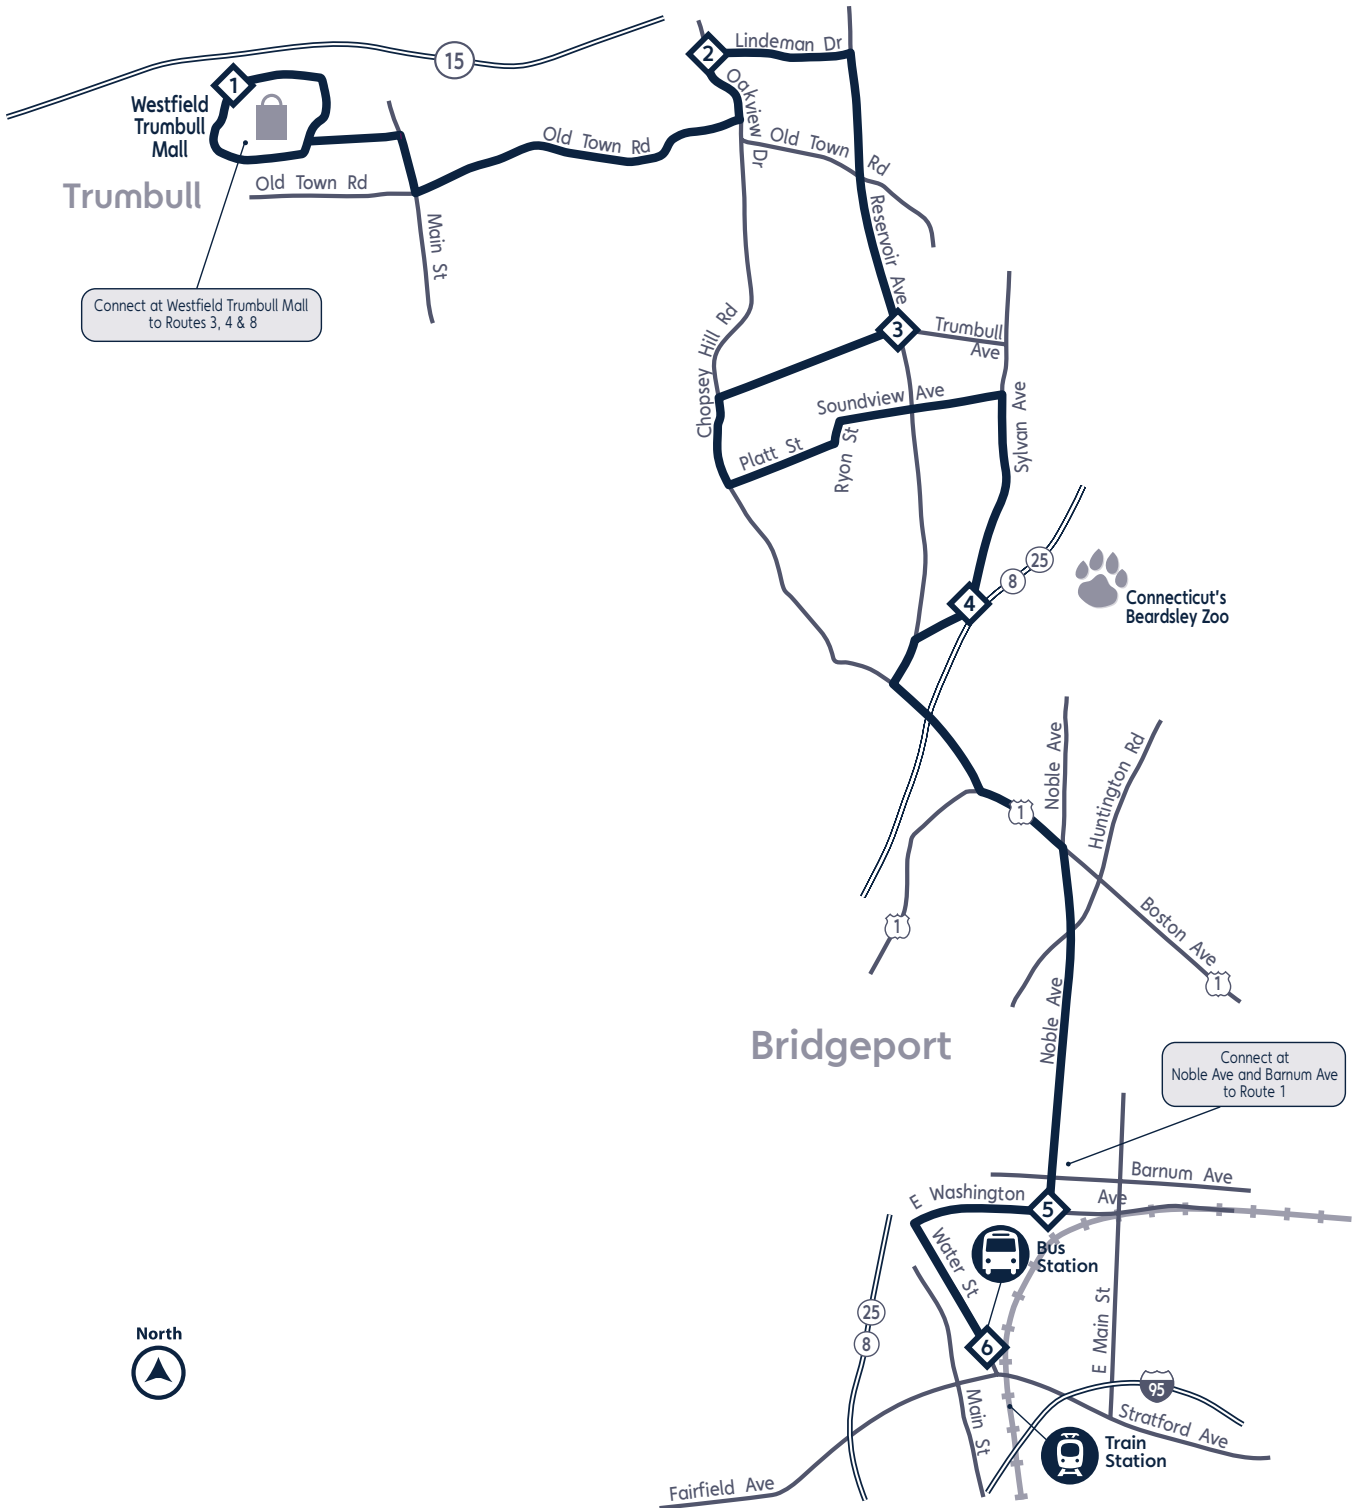 15
2
Lindeman Dr
1
Westfield
Trumbull
Mall
Oakview Dr
Old Town Rd
Old Town Rd
Trumbull
Old Town Rd
Main St
Reservoir Ave
Connect at Westfield Trumbull Mall
to Routes 3, 4 & 8
3
Trumbull
Ave
Chopsey Hill Rd
Soundview Ave
Sylvan Ave
Platt St
Ryon St
25
8
4
Connecticut's
Beardsley Zoo
Noble Ave
Huntington Rd
1
Boston Ave
1
1
Noble Ave
Bridgeport
Connect at
Noble Ave and Barnum Ave
to Route 1
Barnum Ave
E Washington Ave
5
Water St
Bus
Station
25
8
6
E Main St
North
95
Main St
Stratford Ave
Train
Station
Fairfield Ave